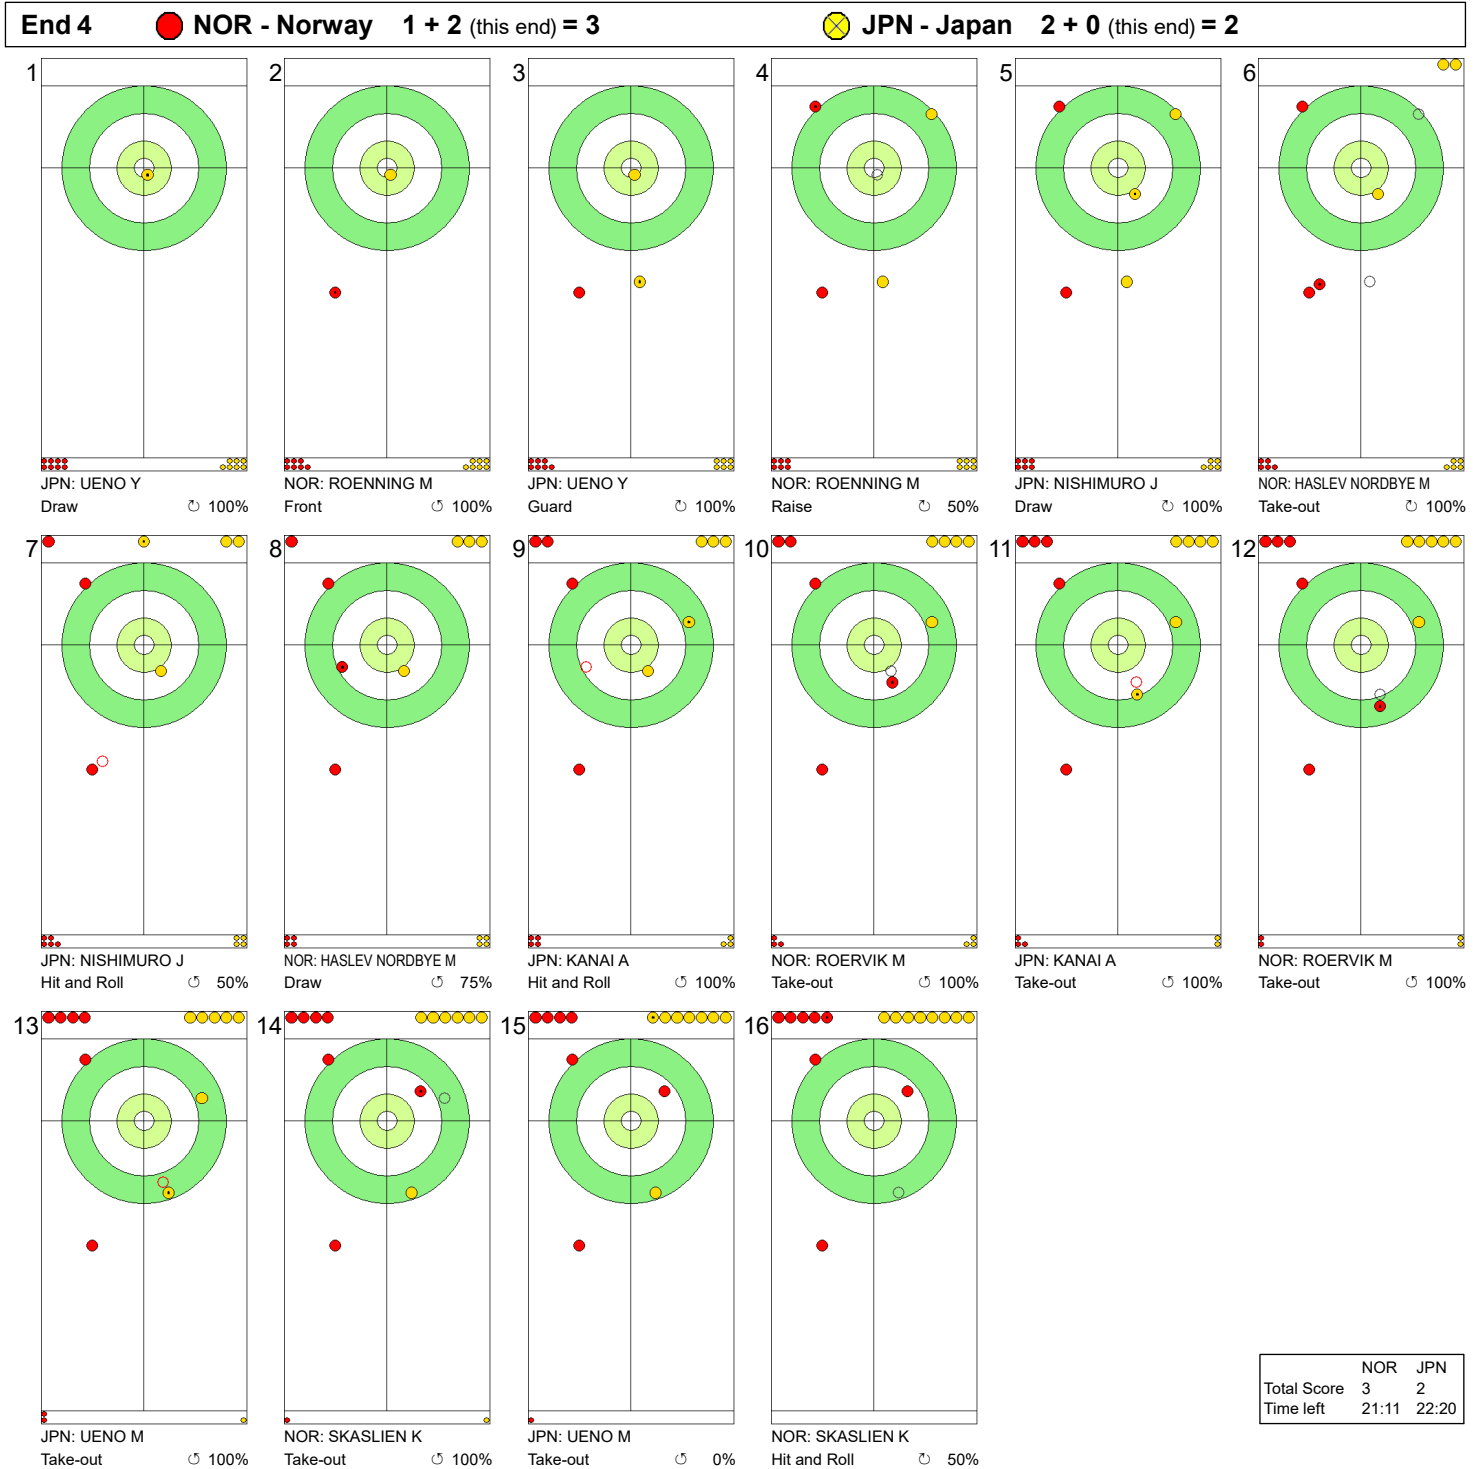 End 4 NOR - Norway 1 + 2 (this end) = 3 JPN - Japan 2 + 0 (this end) = 2
1 2 3 4 5 6
JPN: UENO Y NOR: ROENNING M JPN: UENO Y NOR: ROENNING M JPN: NISHIMURO J NOR: HASLEV NORDBYE M
Draw ↻ 100% Front ↻ 100% Guard ↻ 100% Raise ↻ 50% Draw ↻ 100% Take-out ↻ 100%
7 8 9 10 11 12
JPN: NISHIMURO J NOR: HASLEV NORDBYE M JPN: KANAI A NOR: ROERVIK M JPN: KANAI A NOR: ROERVIK M
Hit and Roll ↺ 50% Draw ↺ 75% Hit and Roll ↺ 100% Take-out ↺ 100% Take-out ↺ 100% Take-out ↺ 100%
13 14 15 16
JPN: UENO M NOR: SKASLIEN K JPN: UENO M NOR: SKASLIEN K
Take-out ↺ 100% Take-out ↺ 100% Take-out ↺ 0% Hit and Roll ↻ 50%
NOR JPN
Total Score 3 2
Time left 21:11 22:20